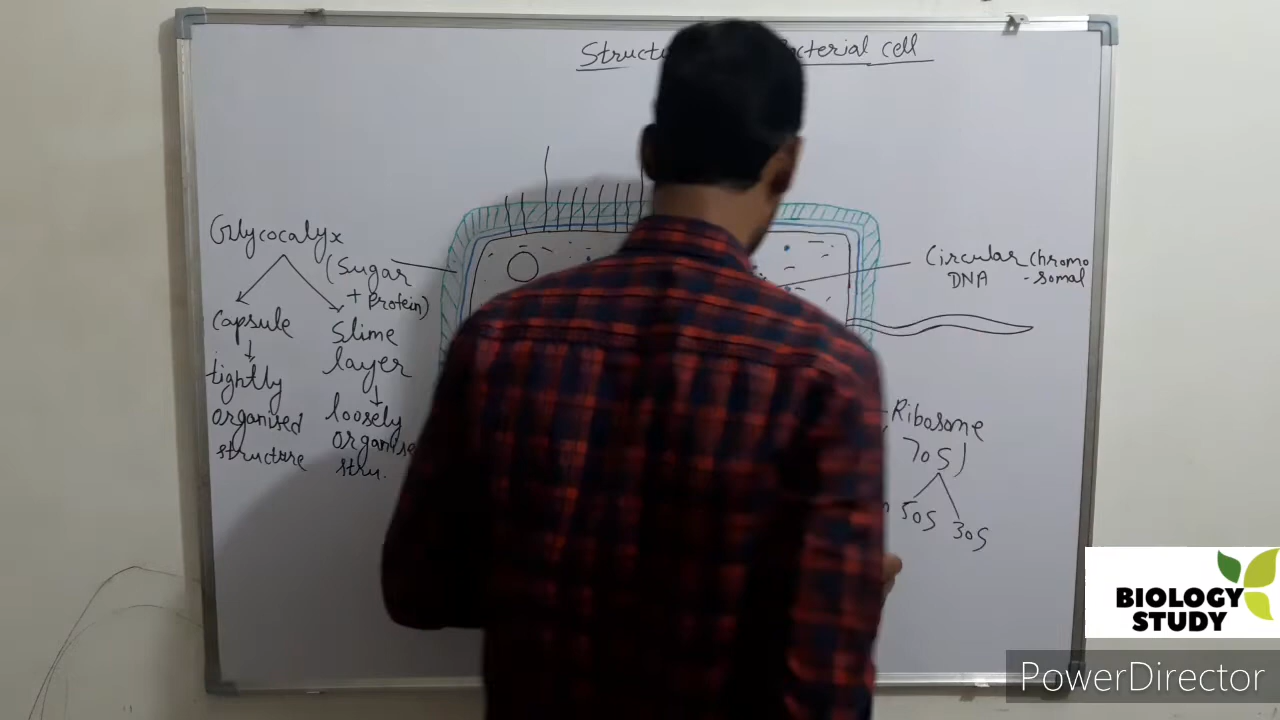 Structu cterial cell
Glycocalyx
(Sugar
+ Protein)
Capsule
tightly
organised
structure
Slime
layer
loosely
organise
stru.
Circular chromo
DNA -somal
Ribosome
70S)
50S 30S
BIOLOGY
STUDY
PowerDirector